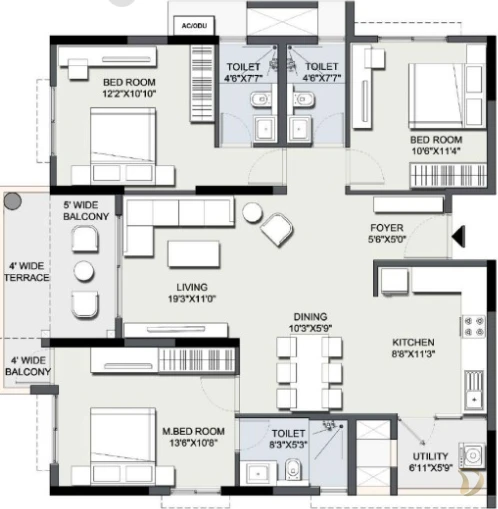 AC/ODU
TOILET
4'6"X7'7"
TOILET
4'6"X7'7"
BED ROOM
12'2"X10'10"
BED ROOM
10'6"X11'4"
5' WIDE
BALCONY
FOYER
5'6"X5'0"
4' WIDE
TERRACE
LIVING
19'3"X11'0"
DINING
10'3"X5'9"
KITCHEN
8'8"X11'3"
4' WIDE
BALCONY
M.BED ROOM
13'6"X10'8"
TOILET
8'3"X5'3"
UTILITY
6'11"X5'9"